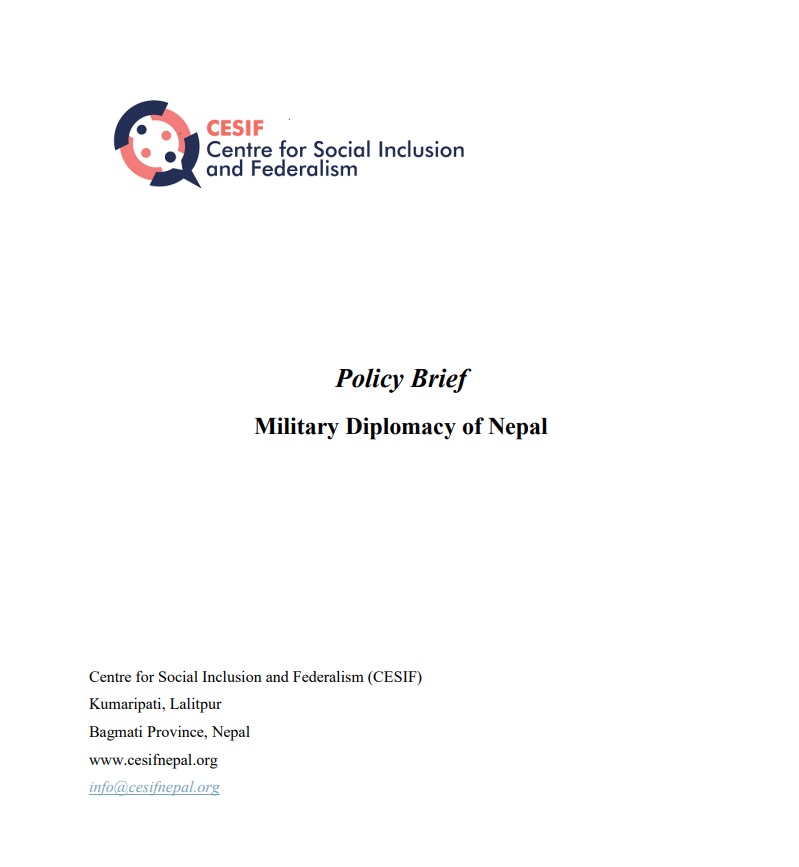 CESIF
Centre for Social Inclusion
and Federalism
Policy Brief
Military Diplomacy of Nepal
Centre for Social Inclusion and Federalism (CESIF)
Kumaripati, Lalitpur
Bagmati Province, Nepal
www.cesifnepal.org
info@cesifnepal.org